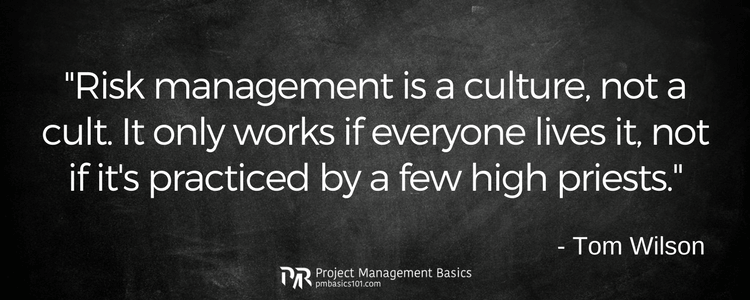 "Risk management is a culture, not a
cult. It only works if everyone lives it, not
if it's practiced by a few high priests."
- Tom Wilson
Project Management Basics
pmbasics101.com